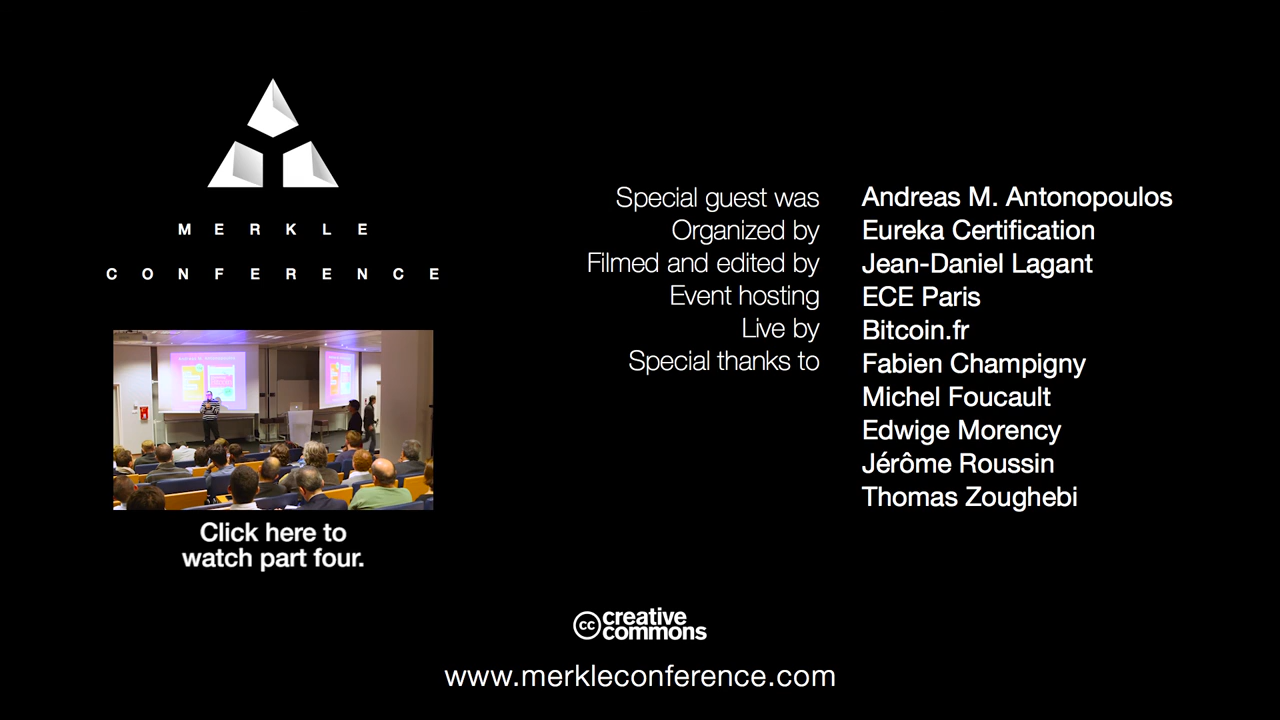 MERKLE
CONFERENCE
Click here to
watch part four.
Special guest was Andreas M. Antonopoulos
Organized by Eureka Certification
Filmed and edited by Jean-Daniel Lagant
Event hosting ECE Paris
Live by Bitcoin.fr
Special thanks to Fabien Champigny
Michel Foucault
Edwige Morency
Jérôme Roussin
Thomas Zoughebi
cc creative
commons
www.merkleconference.com